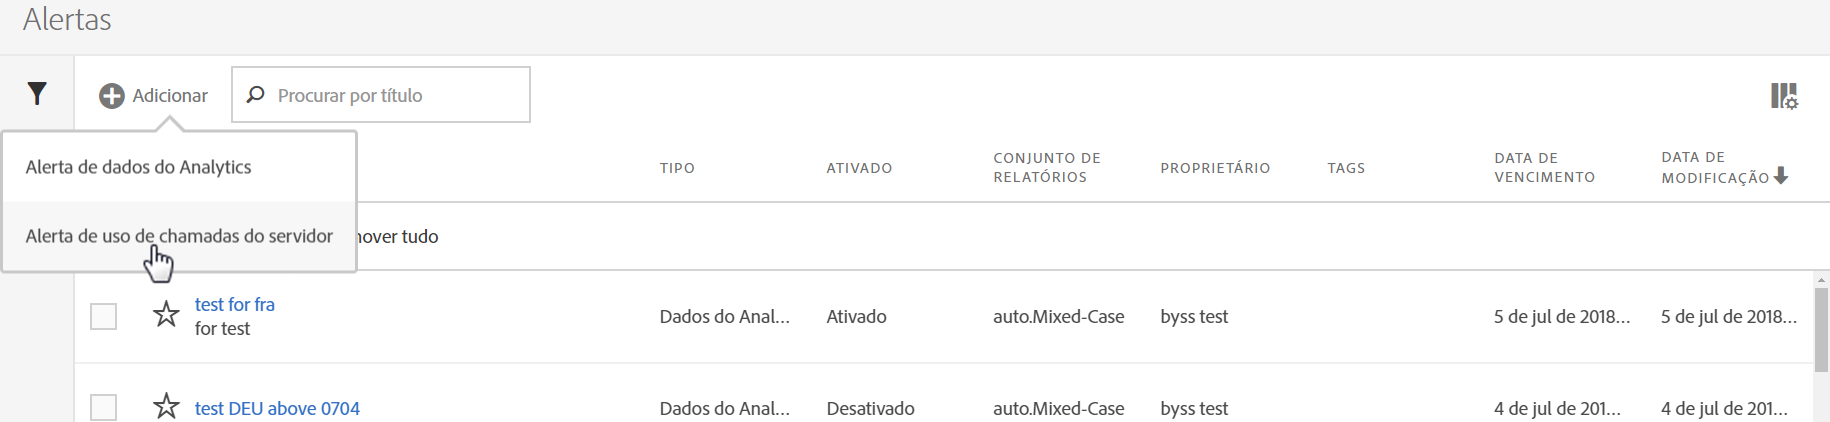 Alertas
Adicionar
Procurar por título
Alerta de dados do Analytics
Alerta de uso de chamadas do servidor
TIPO
ATIVADO
CONJUNTO DE
RELATÓRIOS
PROPRIETÁRIO
TAGS
DATA DE
VENCIMENTO
DATA DE
MODIFICAÇÃO
tudo
test for fra
for test
Dados do Anal...
Ativado
auto.Mixed-Case
byss test
5 de jul de 2018...
5 de jul de 2018...
test DEU above 0704
Dados do Anal...
Desativado
auto.Mixed-Case
byss test
4 de jul de 201...
4 de jul de 201...